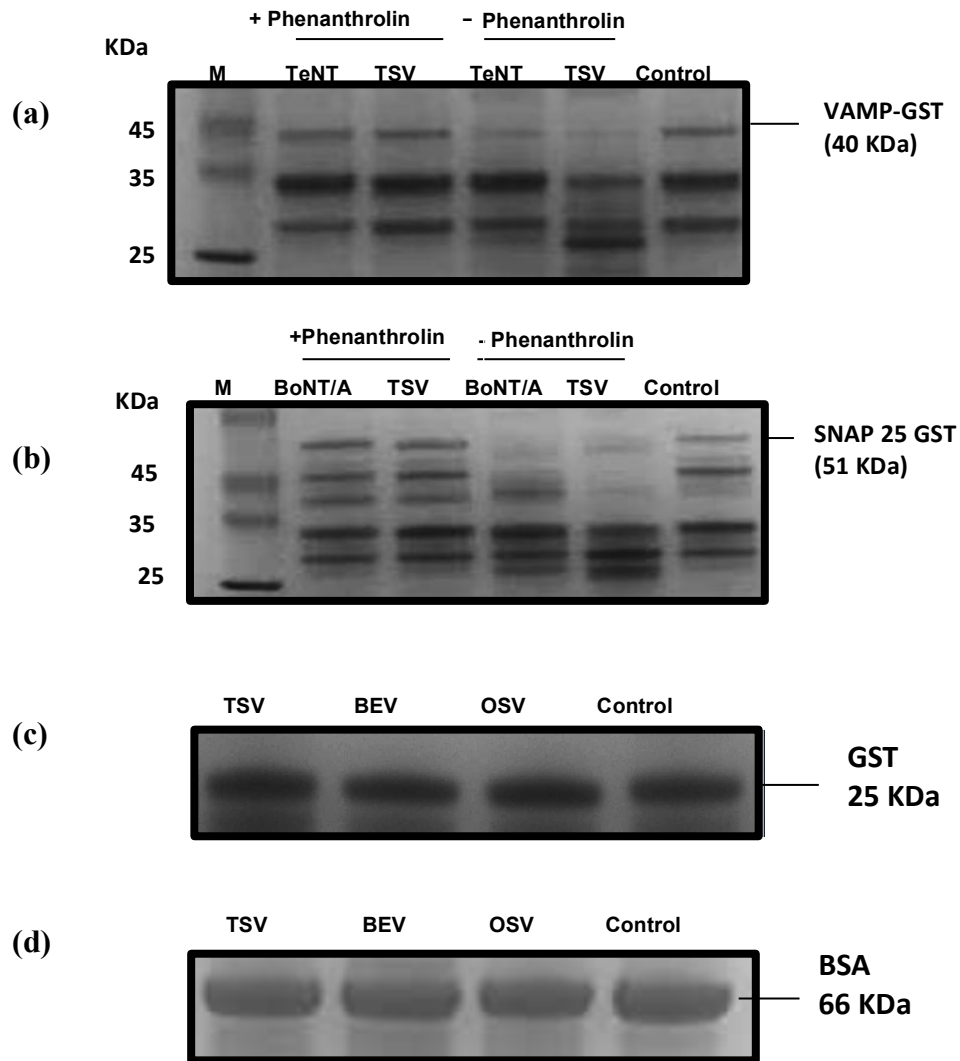 + Phenanthrolin – Phenanthrolin
KDa
M TeNT TSV TeNT TSV Control
(a)
VAMP-GST
(40 KDa)
45
35
25
+Phenanthrolin - Phenanthrolin
M BoNT/A TSV BoNT/A TSV Control
KDa
(b)
SNAP 25 GST
(51 KDa)
45
35
25
TSV BEV OSV Control
(c)
GST
25 KDa
TSV BEV OSV Control
(d)
BSA
66 KDa